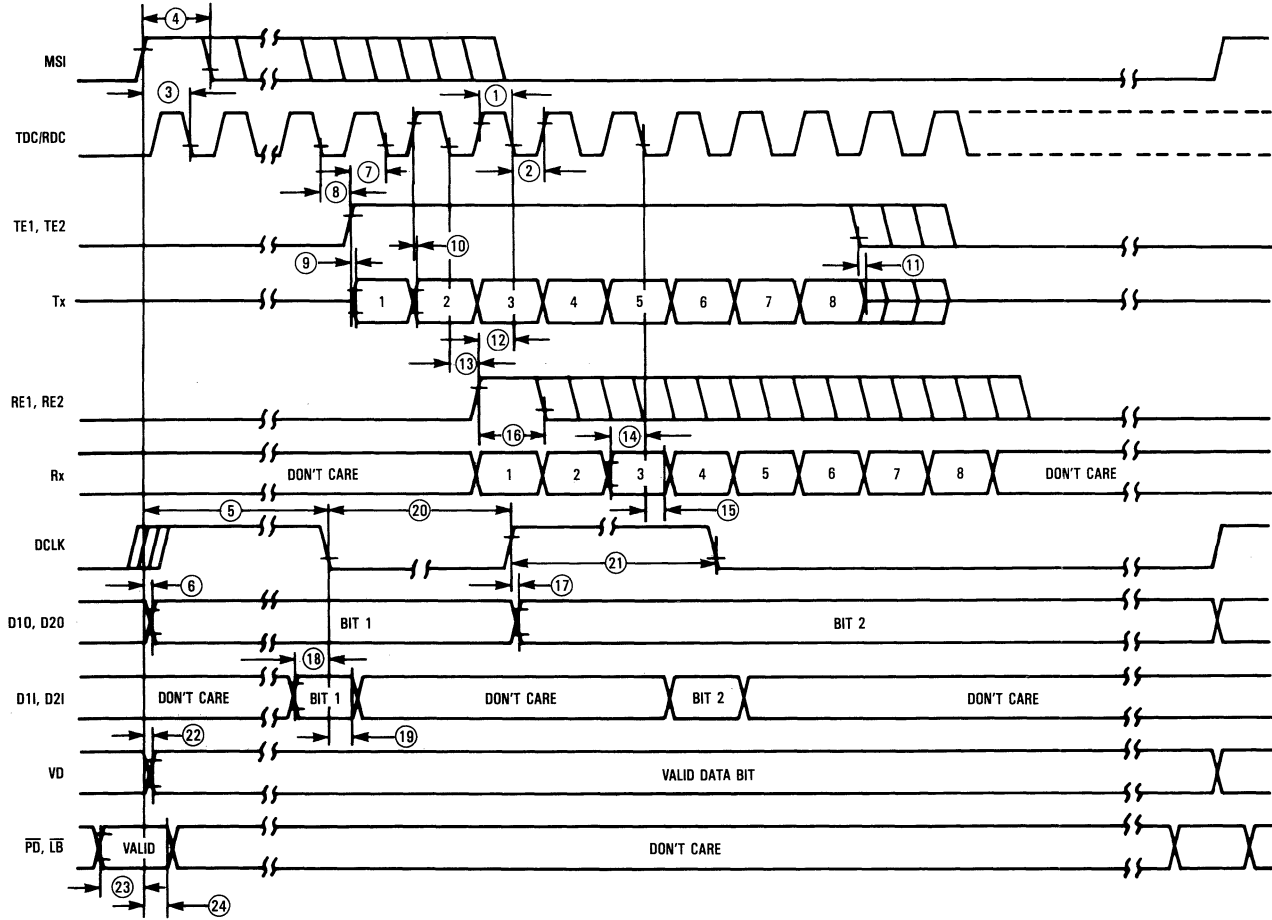 4
MSI
3
1
TDC/RDC
7
2
8
TE1, TE2
10
9
11
Tx
1 2 3 4 5 6 7 8
12
13
RE1, RE2
16
14
Rx
DON'T CARE 1 2 3 4 5 6 7 8 DON'T CARE
5
20
15
DCLK
21
6
17
D1O, D2O
BIT 1 BIT 2
18
D1I, D2I
DON'T CARE BIT 1 DON'T CARE BIT 2 DON'T CARE
22
19
VD
VALID DATA BIT
PD, LB
VALID DON'T CARE
23
24